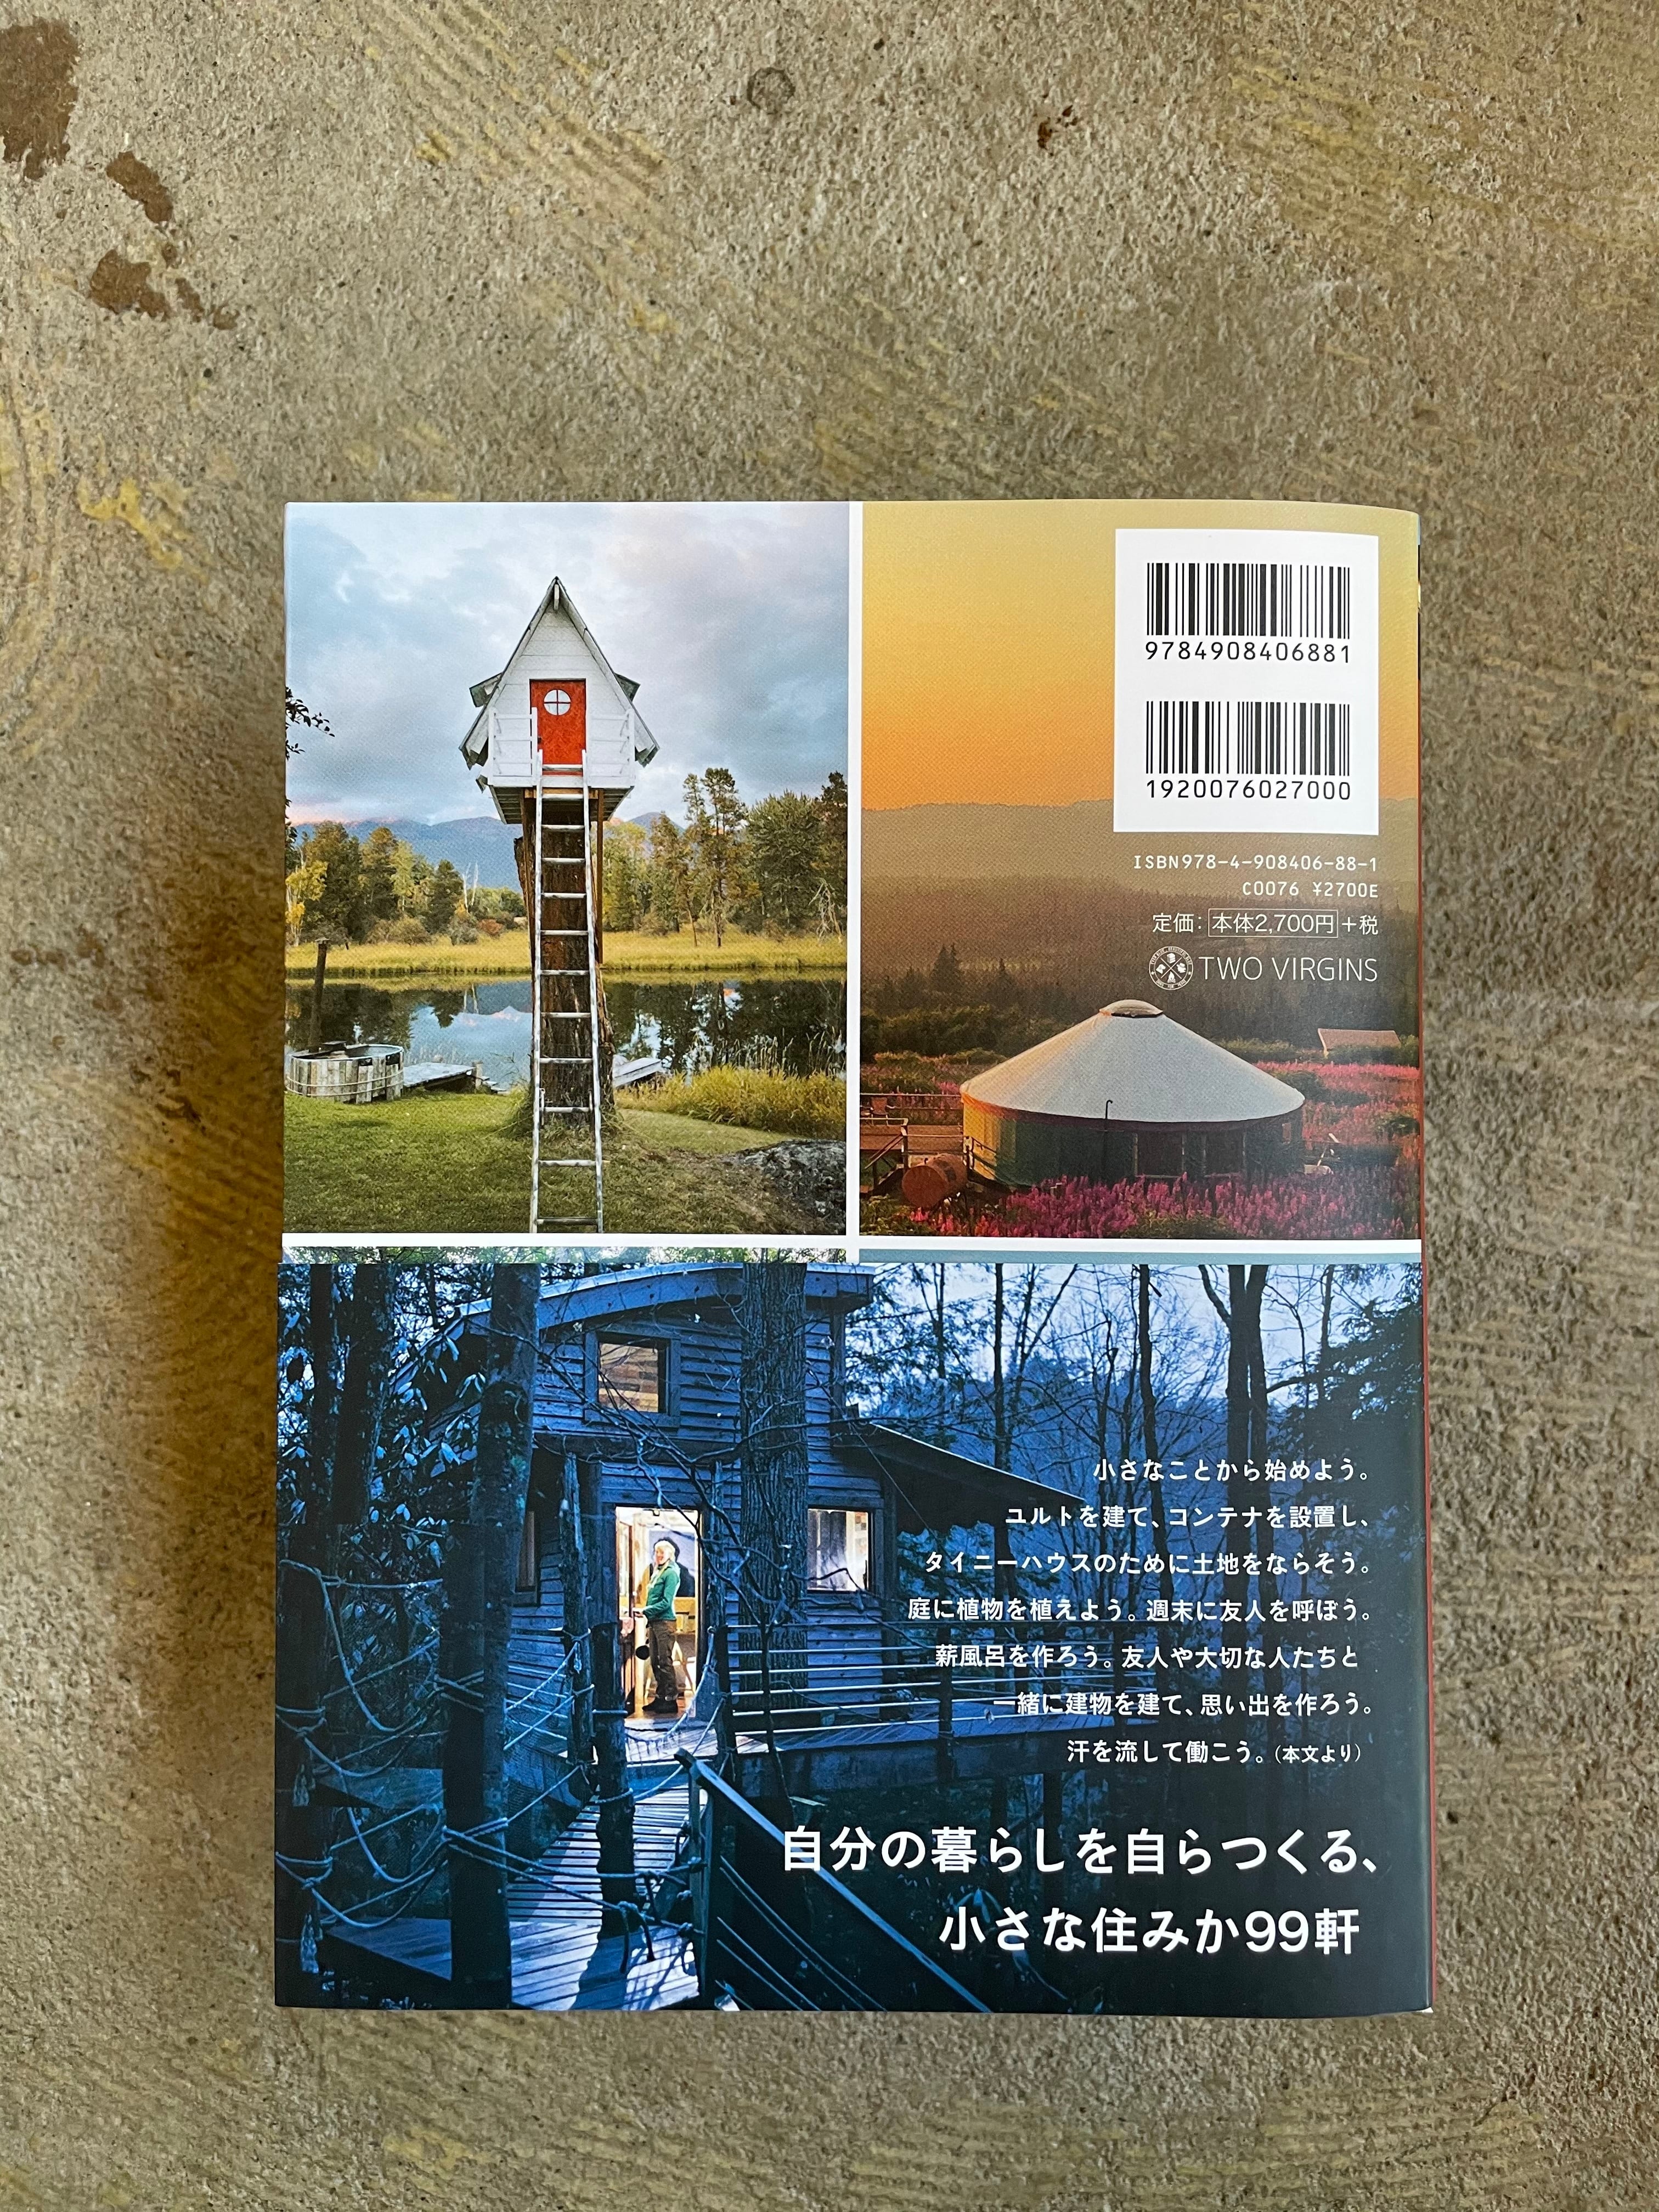 9784908406881
1920076027000
ISBN978-4-908406-88-1
C0076 ¥2700E
定価：本体2,700円＋税
TWO VIRGINS
小さなことから始めよう。
ユルトを建て、コンテナを設置し、
タイニーハウスのために土地をならそう。
庭に植物を植えよう。週末に友人を呼ぼう。
薪風呂を作ろう。友人や大切な人たちと
一緒に建物を建て、思い出を作ろう。
汗を流して働こう。（本文より）
自分の暮らしを自らつくる、
小さな住みか99軒